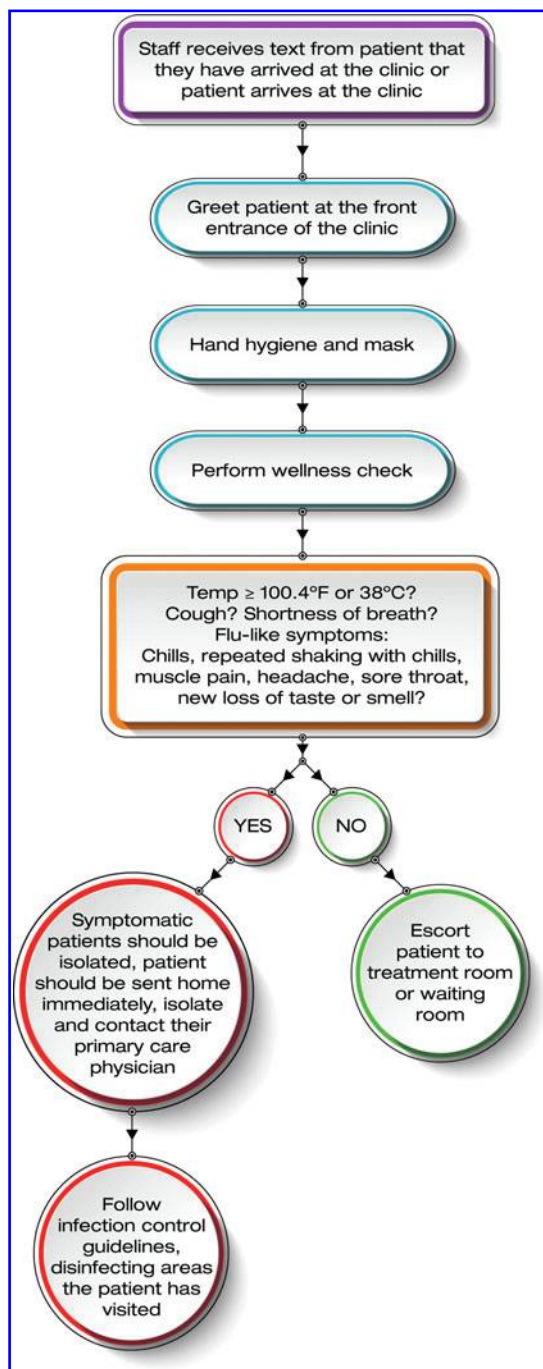 Staff receives text from patient that
they have arrived at the clinic or
patient arrives at the clinic
Greet patient at the front
entrance of the clinic
Hand hygiene and mask
Perform wellness check
Temp ≥ 100.4ºF or 38ºC?
Cough? Shortness of breath?
Flu-like symptoms:
Chills, repeated shaking with chills,
muscle pain, headache, sore throat,
new loss of taste or smell?
YES
NO
Symptomatic
patients should be
isolated, patient
should be sent home
immediately, isolate
and contact their
primary care
physician
Escort
patient to
treatment room
or waiting
room
Follow
infection control
guidelines,
disinfecting areas
the patient has
visited